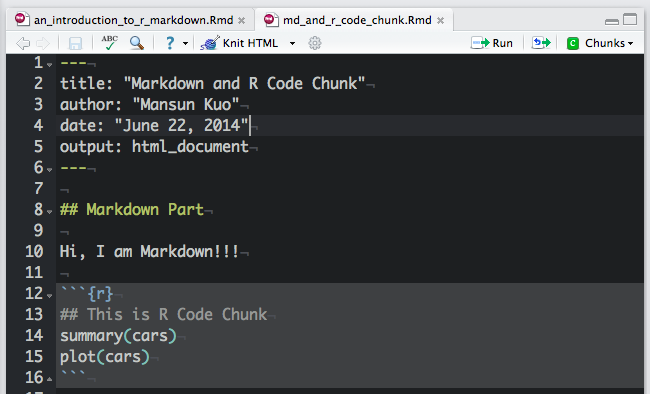 an_introduction_to_r_markdown.Rmd × md_and_r_code_chunk.Rmd ×
ABC ? Knit HTML Run C Chunks
1 ---¬
2 title: "Markdown and R Code Chunk"¬
3 author: "Mansun Kuo"¬
4 date: "June 22, 2014"¬
5 output: html_document¬
6 ---¬
7 ¬
8 ## Markdown Part¬
9 ¬
10 Hi, I am Markdown!!!¬
11 ¬
12 ```{r}¬
13 ## This is R Code Chunk¬
14 summary(cars)¬
15 plot(cars)¬
16 ```¬